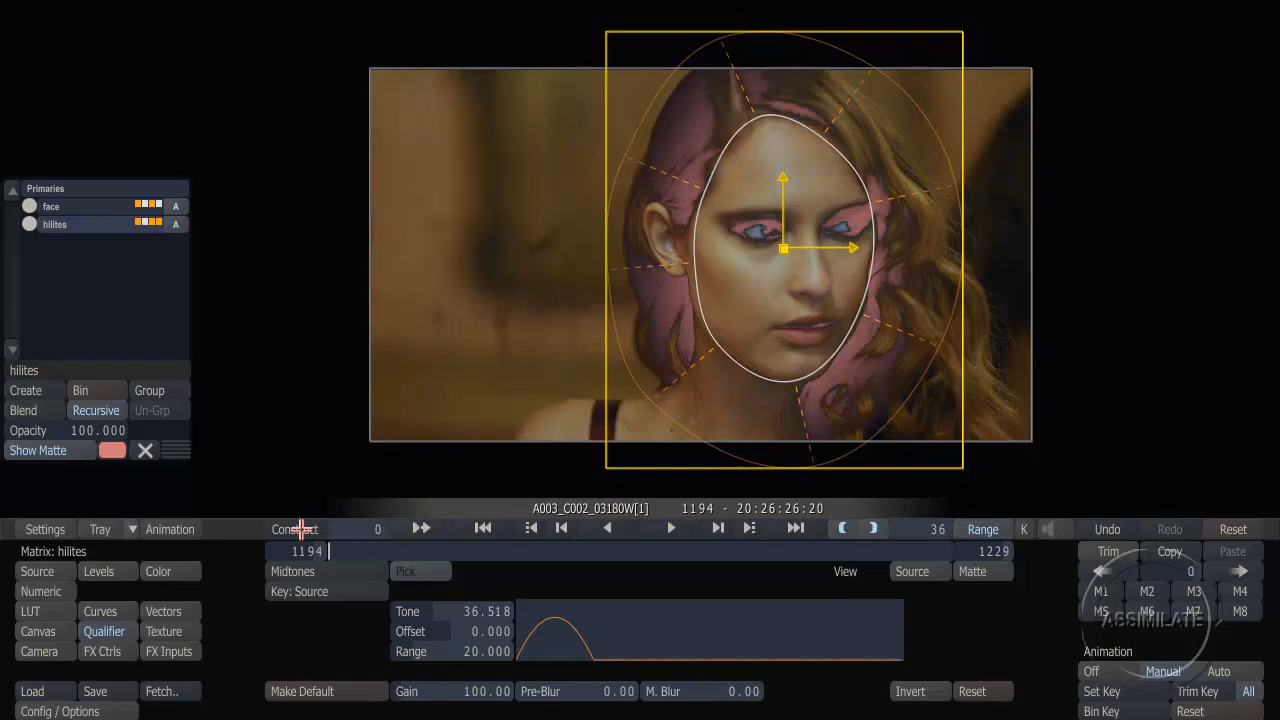 Primaries
face A
hilites A
hilites
Create Bin Group
Blend Recursive Un-Grp
Opacity 100.000
Show Matte
A003_C002_03180W[1] 1194 - 20:26:26:20
Settings Tray Animation 0 36 Range K Undo Redo Reset
Matrix: hilites 1194 1229 Trim Copy Paste
Source Levels Color Midtones Pick View Source Matte 0
Numeric Key: Source M1 M2 M3 M4
LUT Curves Vectors Tone 36.518 M5 M6 M7 M8
ASSIMILATE
Canvas Qualifier Texture Offset 0.000
Camera FX Ctrls FX Inputs Range 20.000 Animation
Off Manual Auto
Load Save Fetch.. Make Default Gain 100.00 Pre-Blur 0.00 M. Blur 0.00 Invert Reset Set Key Trim Key All
Config / Options Bin Key Reset